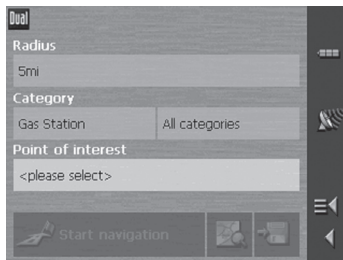 Dual
Radius
5mi
Category
Gas Station All categories
Point of interest
<please select>
Start navigation